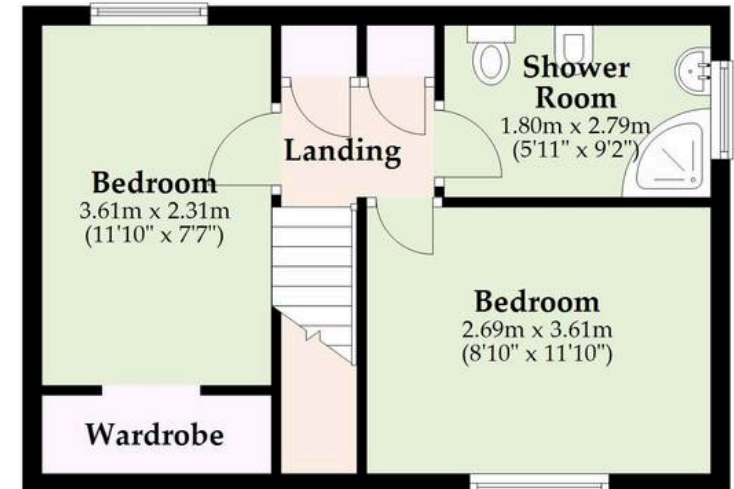 Shower
Room
1.80m x 2.79m
(5'11" x 9'2")
Landing
Bedroom
3.61m x 2.31m
(11'10" x 7'7")
Bedroom
2.69m x 3.61m
(8'10" x 11'10")
Wardrobe